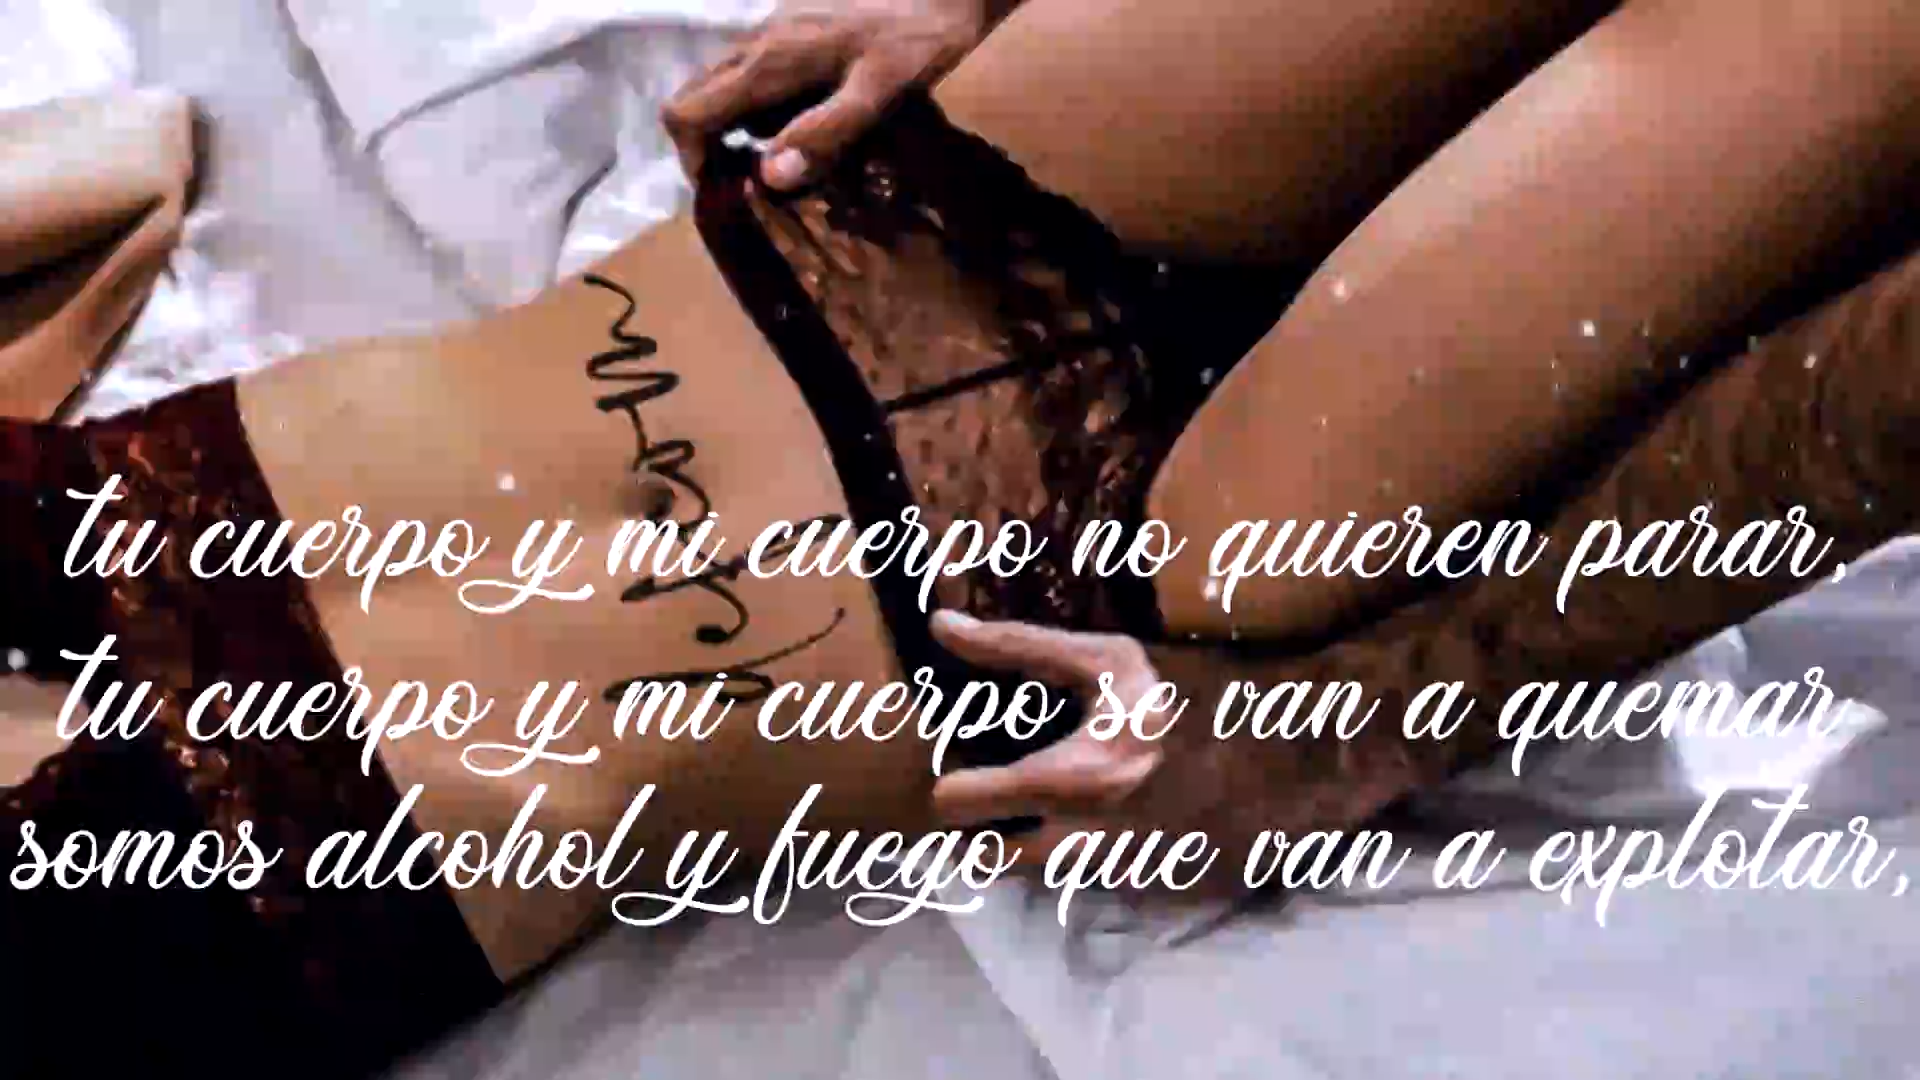 tu cuerpo y mi cuerpo no quieren parar,
tu cuerpo y mi cuerpo se van a quemar
somos alcohol y fuego que van a explotar,